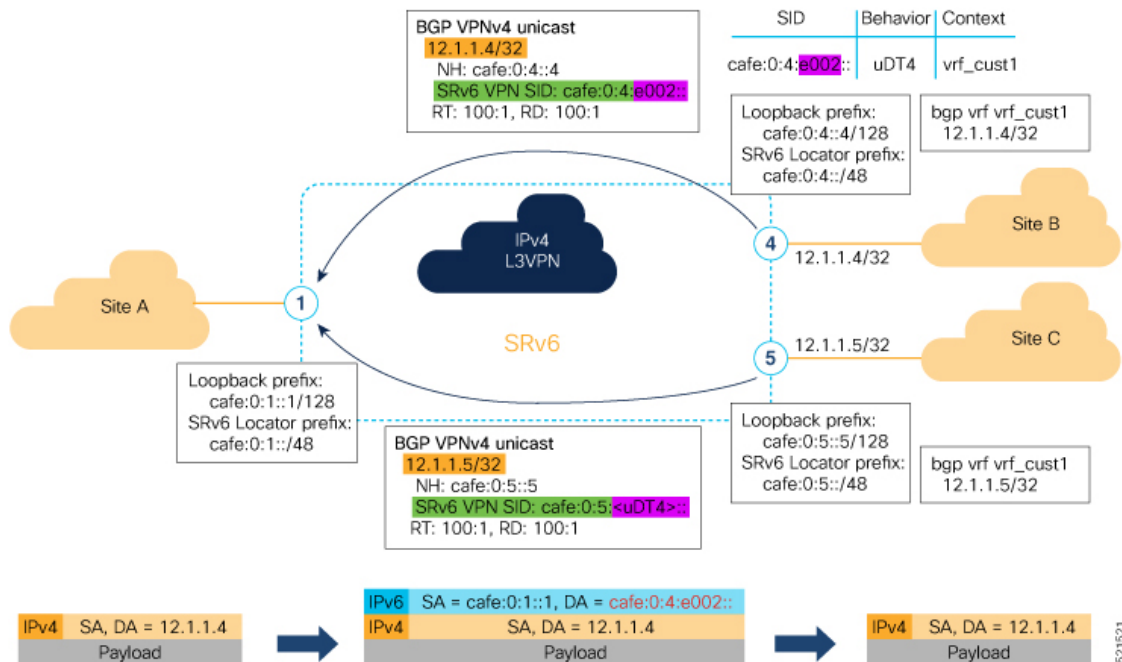 BGP VPNv4 unicast
12.1.1.4/32
NH: cafe:0:4::4
SRv6 VPN SID: cafe:0:4:e002::
RT: 100:1, RD: 100:1
SID Behavior Context
cafe:0:4:e002:: uDT4 vrf_cust1
Loopback prefix:
cafe:0:4::4/128
SRv6 Locator prefix:
cafe:0:4::/48
bgp vrf vrf_cust1
12.1.1.4/32
IPv4
L3VPN
Site B
4
12.1.1.4/32
Site A
1
SRv6
12.1.1.5/32
5
Site C
Loopback prefix:
cafe:0:1::1/128
SRv6 Locator prefix:
cafe:0:1::/48
BGP VPNv4 unicast
12.1.1.5/32
NH: cafe:0:5::5
SRv6 VPN SID: cafe:0:5:<uDT4>::
RT: 100:1, RD: 100:1
Loopback prefix:
cafe:0:5::5/128
SRv6 Locator prefix:
cafe:0:5::/48
bgp vrf vrf_cust1
12.1.1.5/32
IPv4 SA, DA = 12.1.1.4
Payload
IPv6 SA = cafe:0:1::1, DA = cafe:0:4:e002::
IPv4 SA, DA = 12.1.1.4
Payload
IPv4 SA, DA = 12.1.1.4
Payload
521521